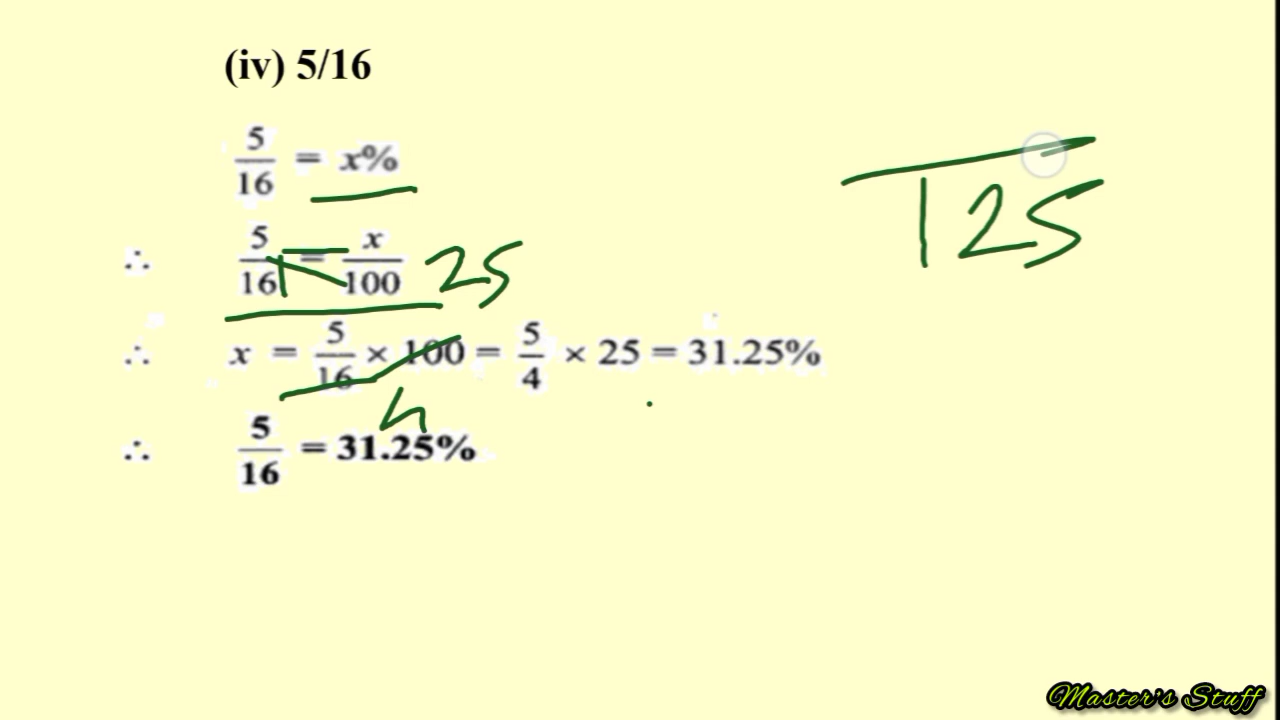 (iv) 5/16
5/16 = x%
∴ 5/16 = x/100 25
125
∴ x = 5/16 × 100 = 5/4 × 25 = 31.25%
4
∴ 5/16 = 31.25%
Master's Stuff